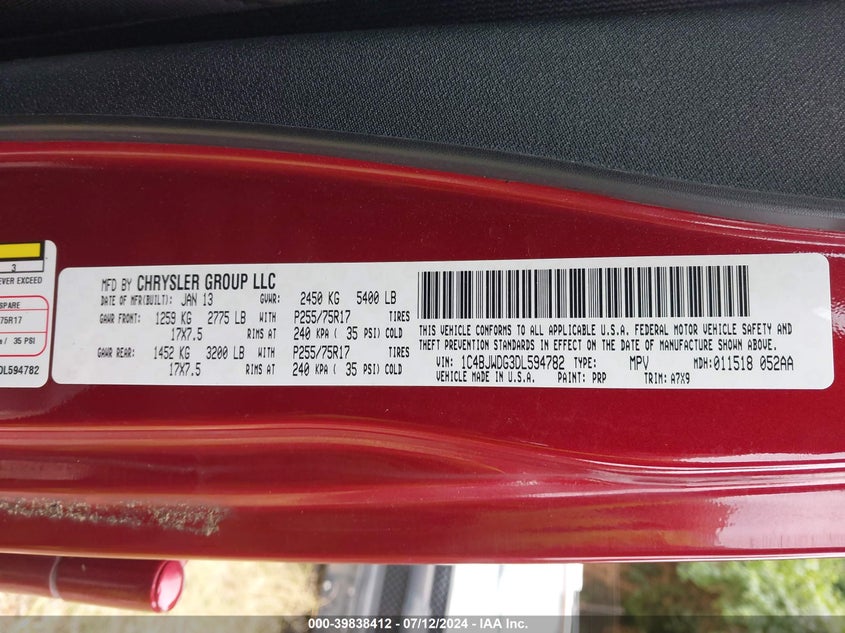 3
EVER EXCEED
SPARE
75R17
/ 35 PSI
DL594782
MFD BY CHRYSLER GROUP LLC
DATE OF MFR(BUILT): JAN 13 GVWR: 2450 KG 5400 LB
GAWR FRONT: 1259 KG 2775 LB WITH P255/75R17 TIRES
17X7.5 RIMS AT 240 KPA ( 35 PSI) COLD
GAWR REAR: 1452 KG 3200 LB WITH P255/75R17 TIRES
17X7.5 RIMS AT 240 KPA ( 35 PSI) COLD
THIS VEHICLE CONFORMS TO ALL APPLICABLE U.S.A. FEDERAL MOTOR VEHICLE SAFETY AND
THEFT PREVENTION STANDARDS IN EFFECT ON THE DATE OF MANUFACTURE SHOWN ABOVE.
VIN: 1C4BJWDG3DL594782 TYPE: MPV MDH: 011518 052AA
VEHICLE MADE IN U.S.A. PAINT: PRP TRIM: A7X9
000-39838412 - 07/12/2024 - IAA Inc.